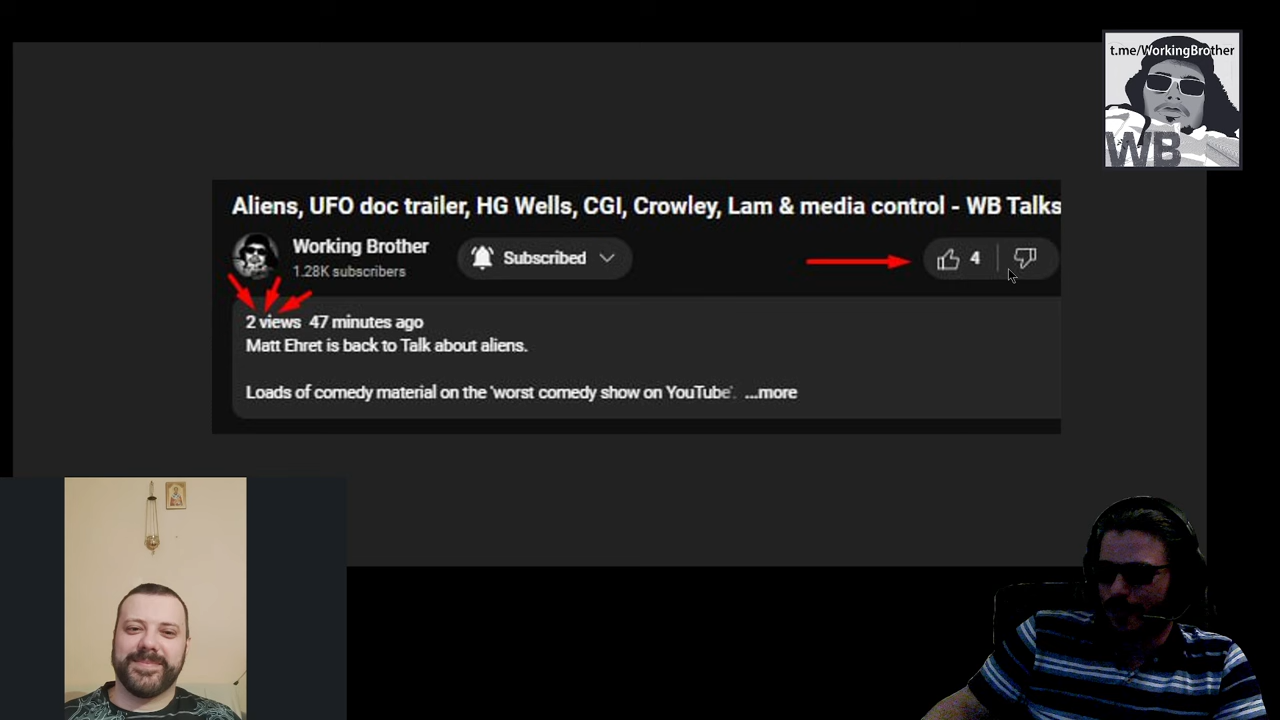 t.me/WorkingBrother
WB
Aliens, UFO doc trailer, HG Wells, CGI, Crowley, Lam & media control - WB Talks
Working Brother
1.28K subscribers
Subscribed
4
2 views 47 minutes ago
Matt Ehret is back to Talk about aliens.
Loads of comedy material on the 'worst comedy show on YouTube'. ...more